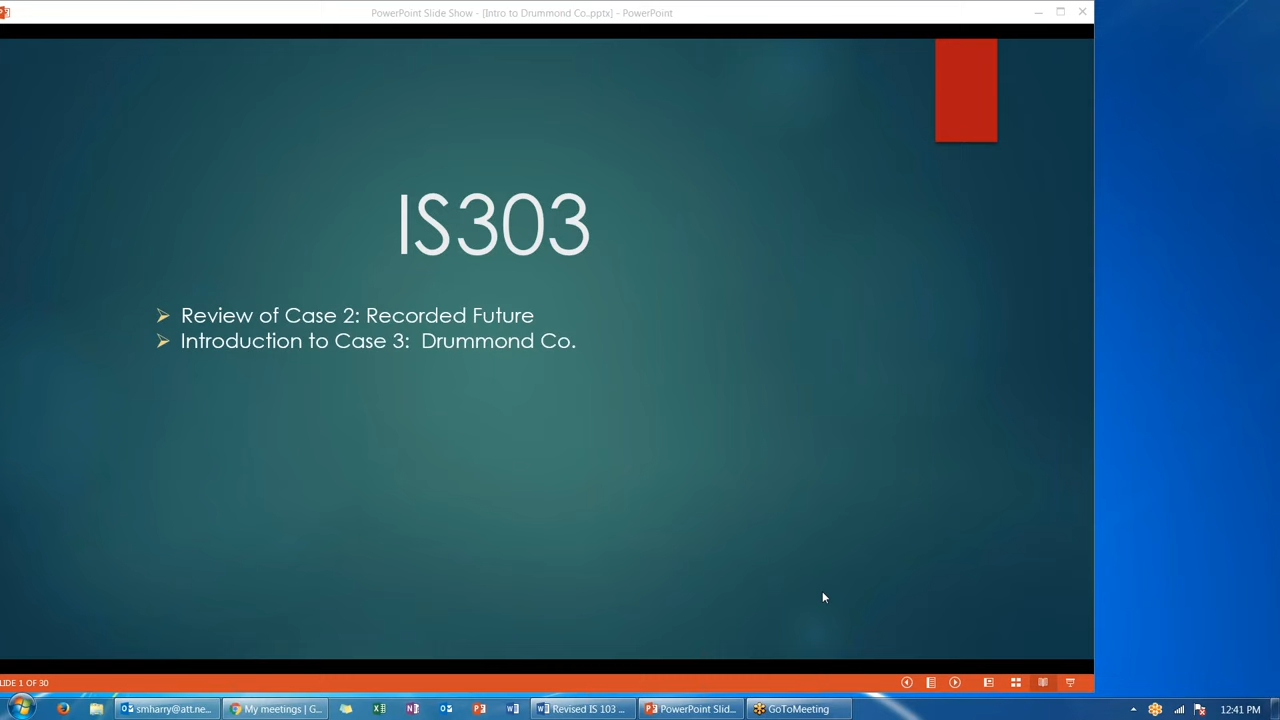 PowerPoint Slide Show - [Intro to Drummond Co..pptx] - PowerPoint
IS303
Review of Case 2: Recorded Future
Introduction to Case 3: Drummond Co.
LIDE 1 OF 30
smharry@att.ne...
My meetings | G...
Revised IS 103 ...
PowerPoint Slid...
GoToMeeting
12:41 PM